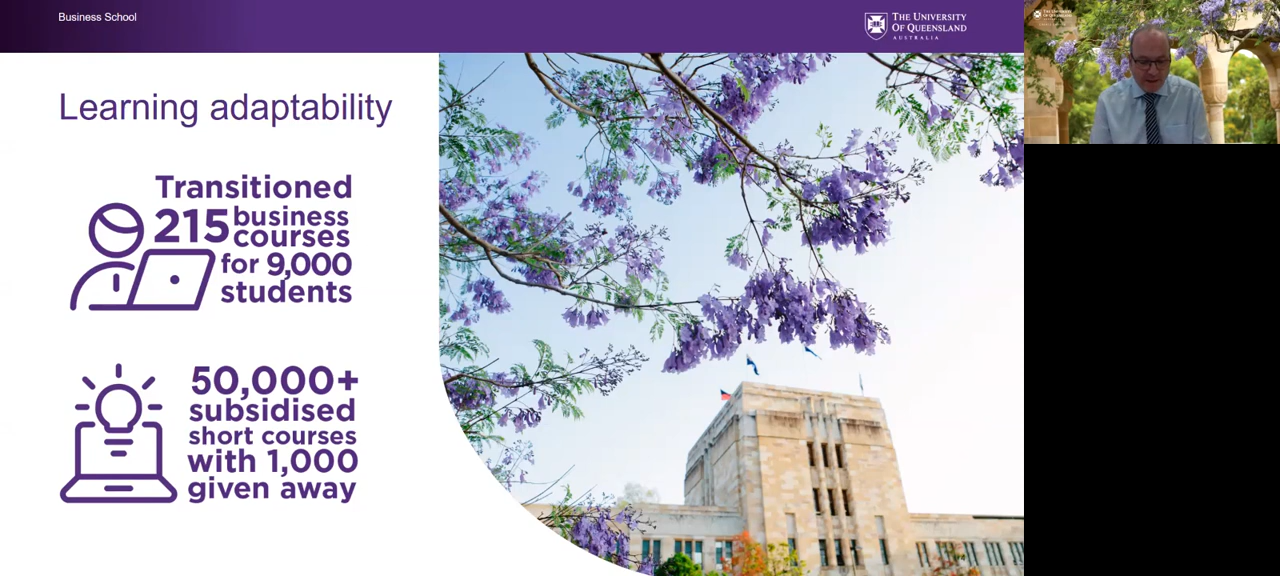 Business School
THE UNIVERSITY
OF QUEENSLAND
AUSTRALIA
Learning adaptability
Transitioned
215 business
courses
for 9,000
students
50,000+
subsidised
short courses
with 1,000
given away